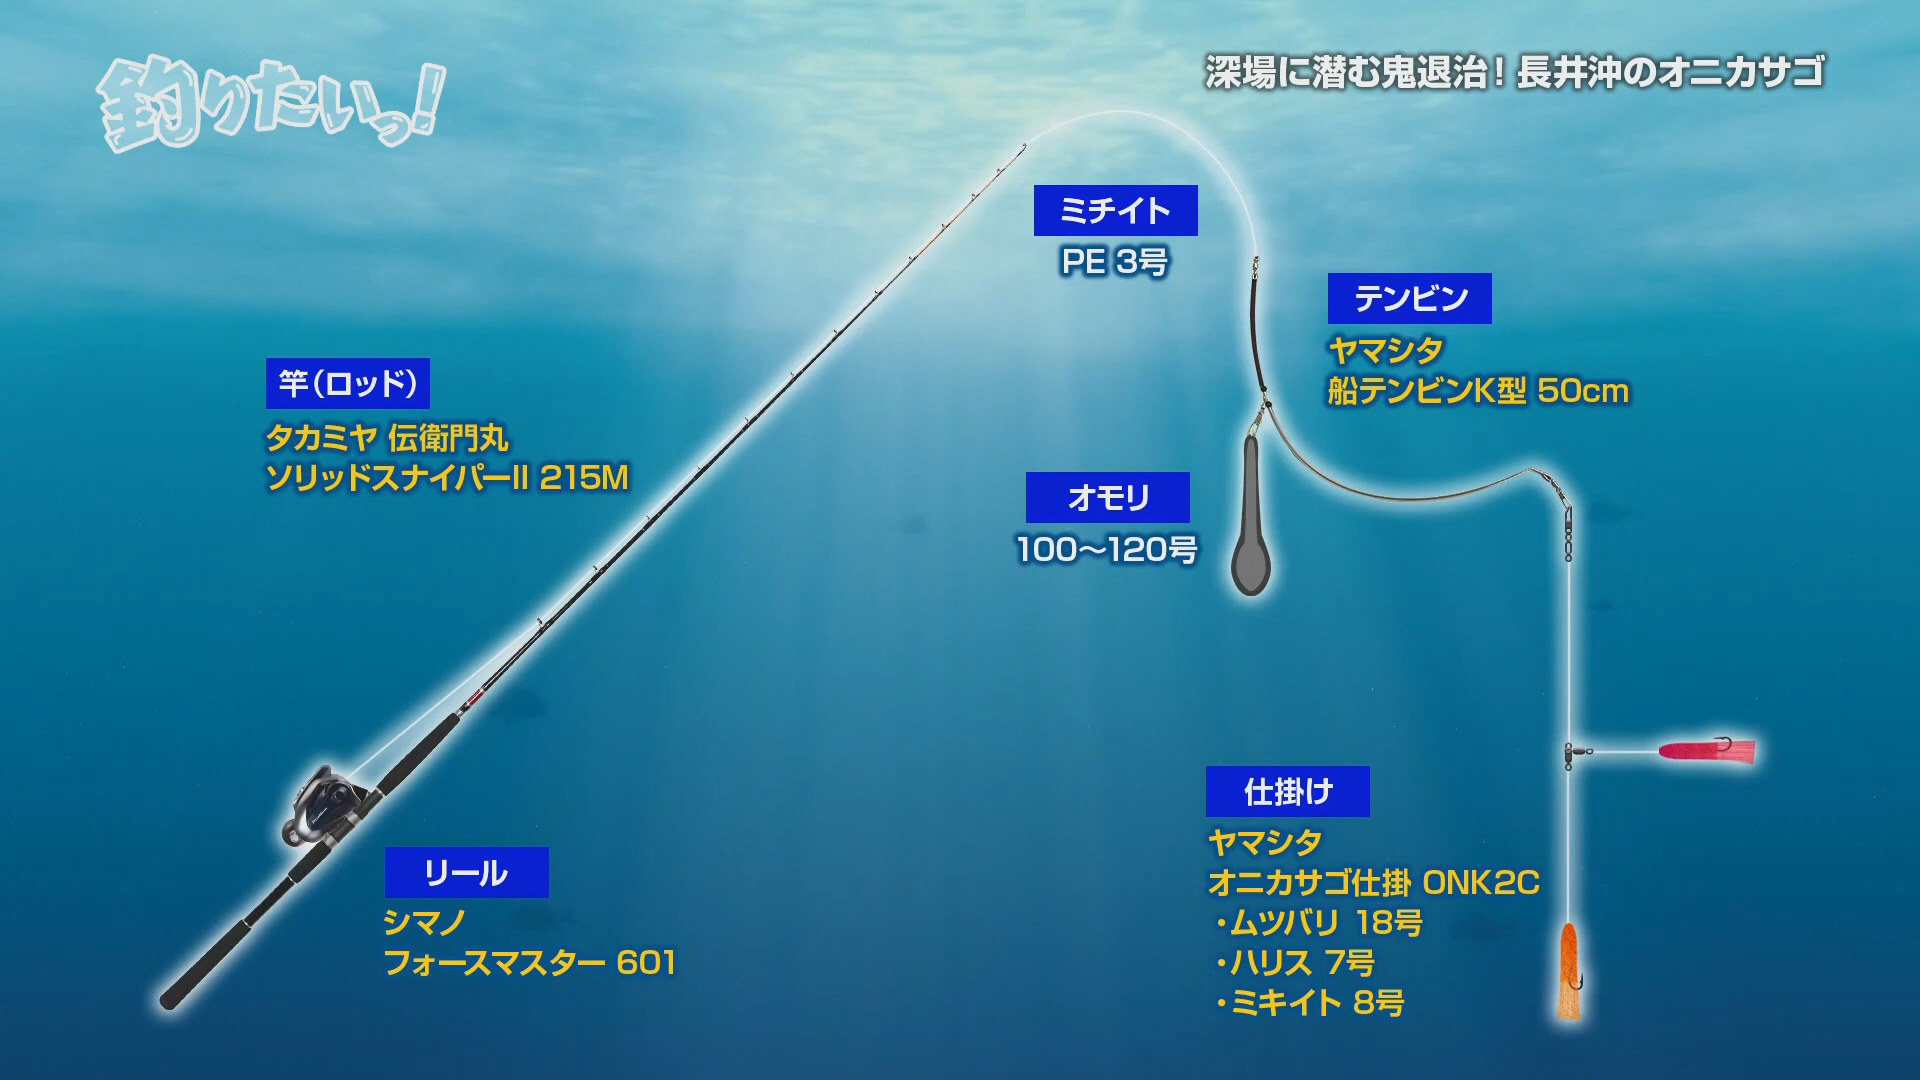 釣りたいっ!
深場に潜む鬼退治！長井沖のオニカサゴ
ミチイト
PE 3号
テンビン
ヤマシタ
船テンビンK型 50cm
竿（ロッド）
タカミヤ 伝衛門丸
ソリッドスナイパーII 215M
オモリ
100～120号
リール
シマノ
フォースマスター 601
仕掛け
ヤマシタ
オニカサゴ仕掛 ONK2C
・ムツバリ 18号
・ハリス 7号
・ミキイト 8号